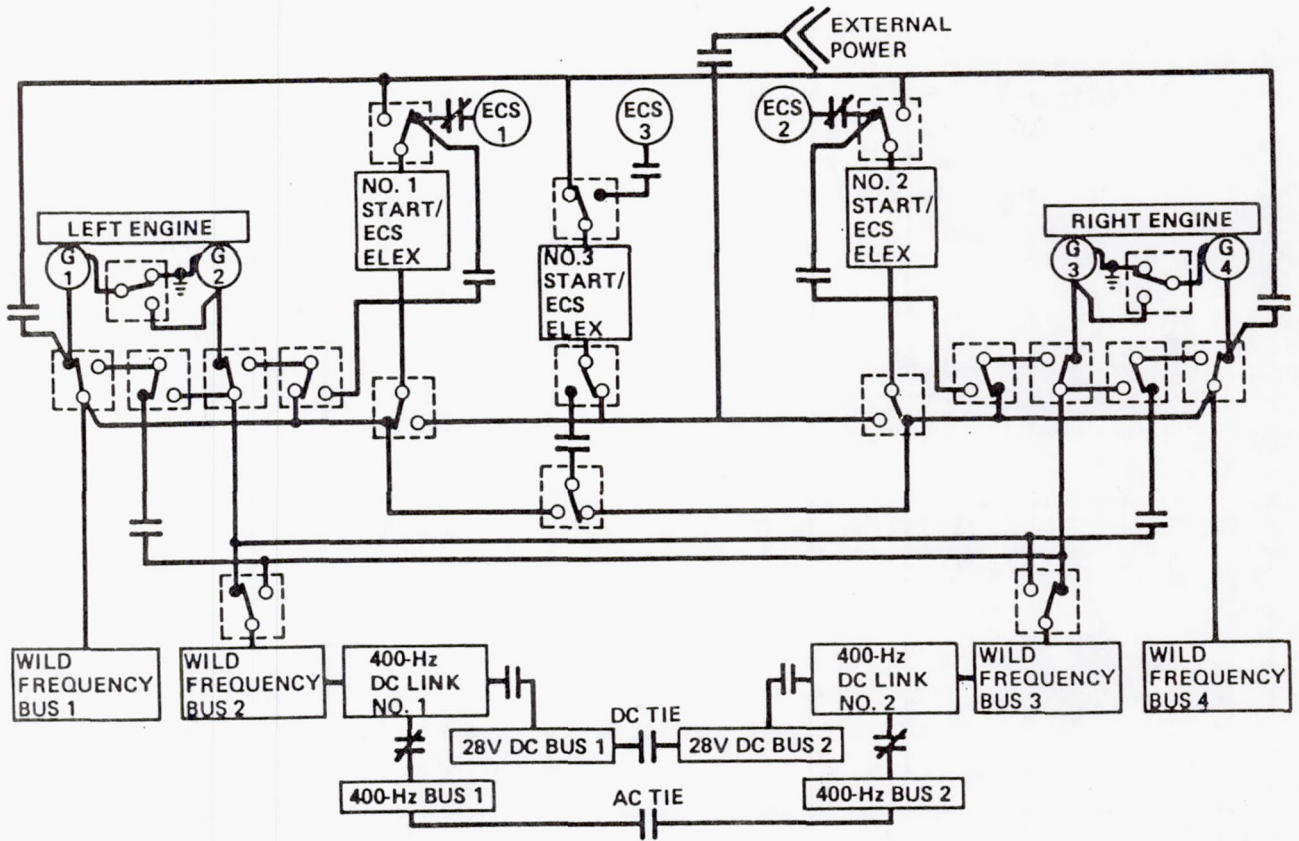 EXTERNAL
POWER
ECS
1
ECS
3
ECS
2
NO. 1
START/
ECS
ELEX
NO. 2
START/
ECS
ELEX
LEFT ENGINE
RIGHT ENGINE
G
1
G
2
NO.3
START/
ECS
ELEX
G
3
G
4
WILD
FREQUENCY
BUS 1
WILD
FREQUENCY
BUS 2
400-Hz
DC LINK
NO. 1
400-Hz
DC LINK
NO. 2
WILD
FREQUENCY
BUS 3
WILD
FREQUENCY
BUS 4
DC TIE
28V DC BUS 1
28V DC BUS 2
400-Hz BUS 1
AC TIE
400-Hz BUS 2